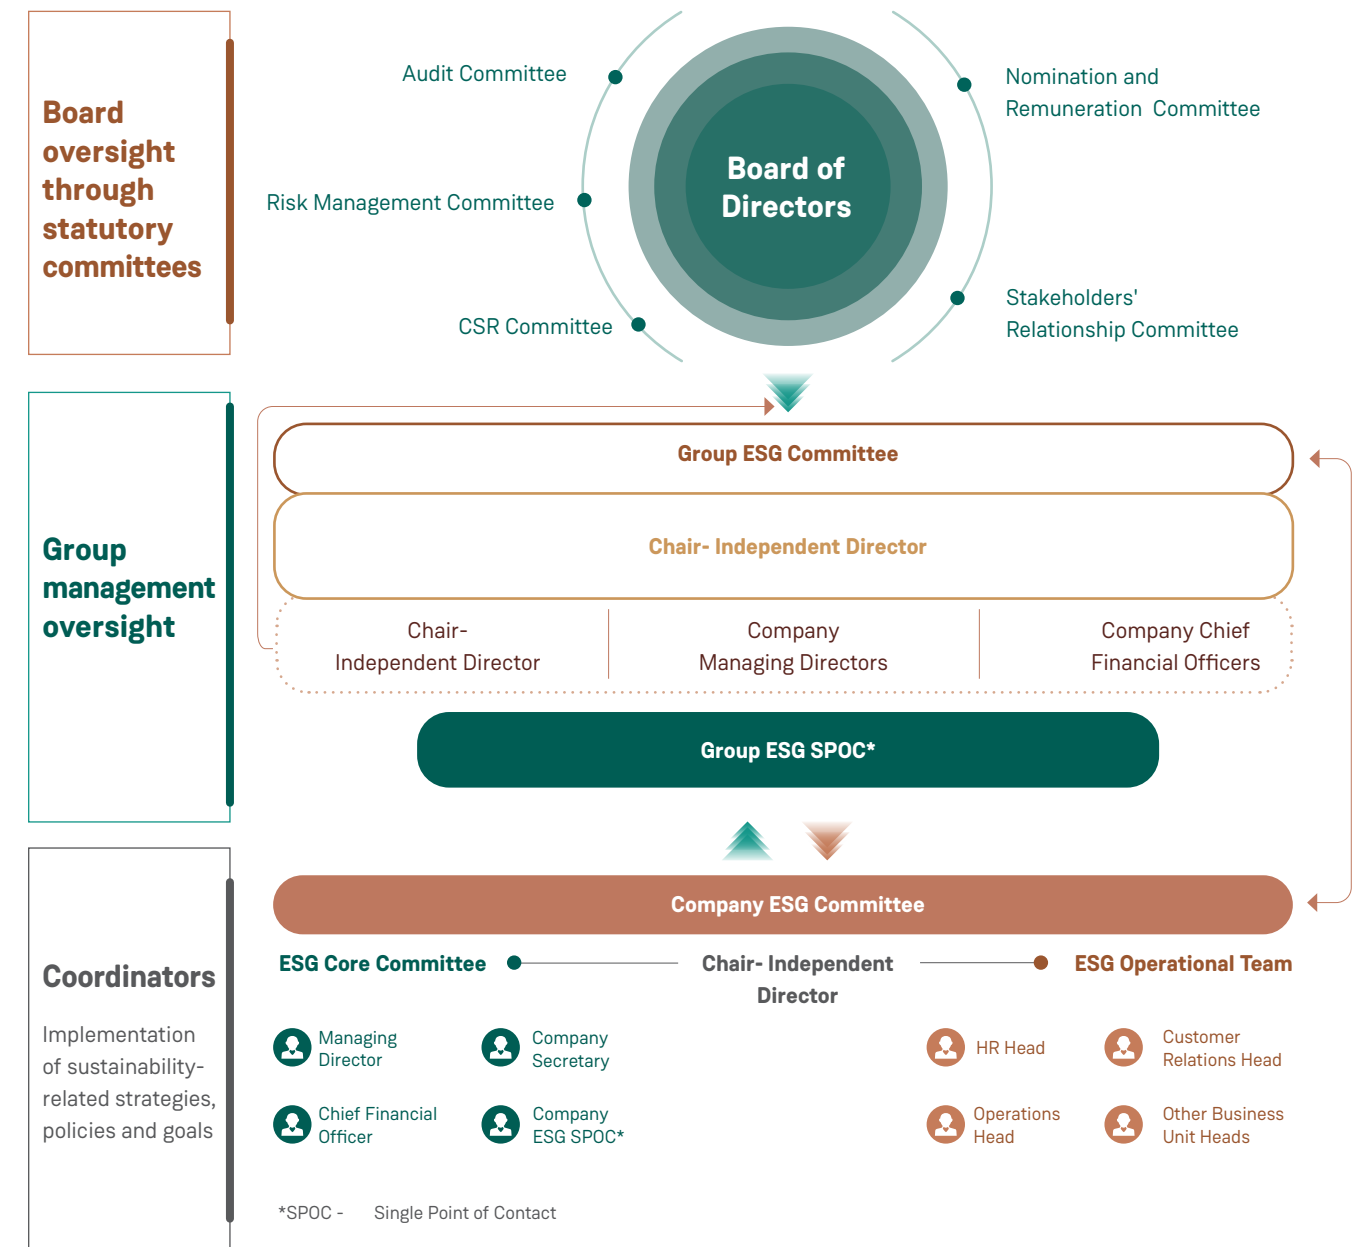 Board
oversight
through
statutory
committees
Audit Committee
Risk Management Committee
CSR Committee
Board of
Directors
Nomination and
Remuneration Committee
Stakeholders'
Relationship Committee
Group
management
oversight
Group ESG Committee
Chair- Independent Director
Chair-
Independent Director
Company
Managing Directors
Company Chief
Financial Officers
Group ESG SPOC*
Coordinators
Implementation
of sustainability-
related strategies,
policies and goals
Company ESG Committee
ESG Core Committee
Chair- Independent
Director
ESG Operational Team
Managing
Director
Company
Secretary
Chief Financial
Officer
Company
ESG SPOC*
HR Head
Customer
Relations Head
Operations
Head
Other Business
Unit Heads
*SPOC - Single Point of Contact